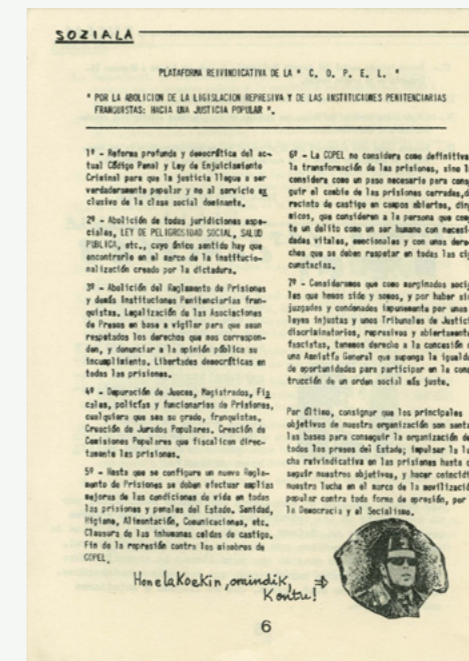 SOZIALA
PLATAFORMA REIVINDICATIVA DE LA " C. O. P. E. L. "
" POR LA ABOLICION DE LA LIGISLACION REPRESIVA Y DE LAS INSTITUCIONES PENITENCIARIAS
FRANQUISTAS: HACIA UNA JUSTICIA POPULAR ".
1º - Reforma profunda y democrática del ac-
tual Código Penal y Ley de Enjuiciamiento
Criminal para que la justicia llegue a ser
verdaderamente popular y no al servicio ex
clusivo de la clase social dominante.
2º - Abolición de todas juridiciones espe-
ciales, LEY DE PELIGROSIDAD SOCIAL, SALUD
PUBLICA, etc., cuyo único sentido hay que
encontrarlo en el marco de la institucio-
nalización creado por la dictadura.
3º - Abolición del Reglamento de Prisiones
y demás Instituciones Penitenciarias fran-
quistas. Legalización de las Asociaciones
de Presos en base a vigilar para que sean
respetados los derechos que nos correspon-
den, y denunciar a la opinión pública su
incumplimiento. Libertades democráticas en
todas las prisiones.
4º - Depuración de Jueces, Magistrados, Fis
cales, policías y funcionarios de Prisiones,
cualquiera que sea su grado, franquistas.
Creación de Jurados Populares. Creación de
Comisiones Populares que fiscalicen direc-
tamente las prisiones.
5º - Hasta que se configure un nuevo Regla-
mento de Prisiones se deben efectuar amplias
mejoras de las condiciones de vida en todas
las prisiones y penales del Estado. Sanidad,
Higiene, Alimentación, Comunicaciones, etc.
Clausura de las inhumanas celdas de castigo.
Fin de la represión contra los miembros de
COPEL.
6º - La COPEL no considera como definitiva
la transformación de las prisiones, sino l
considera como un paso necesario para conse
guir el cambio de las prisiones cerradas,
recinto de castigo en campos abiertos,
micos, que consideren a la persona que come
te un delito como un ser humano con necesi
dades vitales, emocionales y con unos dere
chos que se deben respetar en todas las cir
cunstacias.
7º - Consideramos que como marginados soci
les que hemos sido y somos, y por haber si
juzgados y condenados impunemente por unas
leyes injustas y unos Tribunales de Justici
discriminatorios, represivos y abiertamente
fascistas, tenemos derecho a la concesión
una Amnistía General que suponga la iguald
de oportunidades para participar en la cons
trucción de un orden social más justo.
Por último, consignar que los principales
objetivos de nuestra organización son senta
las bases para conseguir la organización de
todos los presos del Estado; impulsar la lu
cha reivindicativa en las prisiones hasta
seguir nuestros objetivos, y hacer coincidi
nuestra lucha en el marco de la movilizació
popular contra toda forma de opresión, por
la Democracia y el Socialismo.
Honelakoekin, oraindik,
Kontu!
6